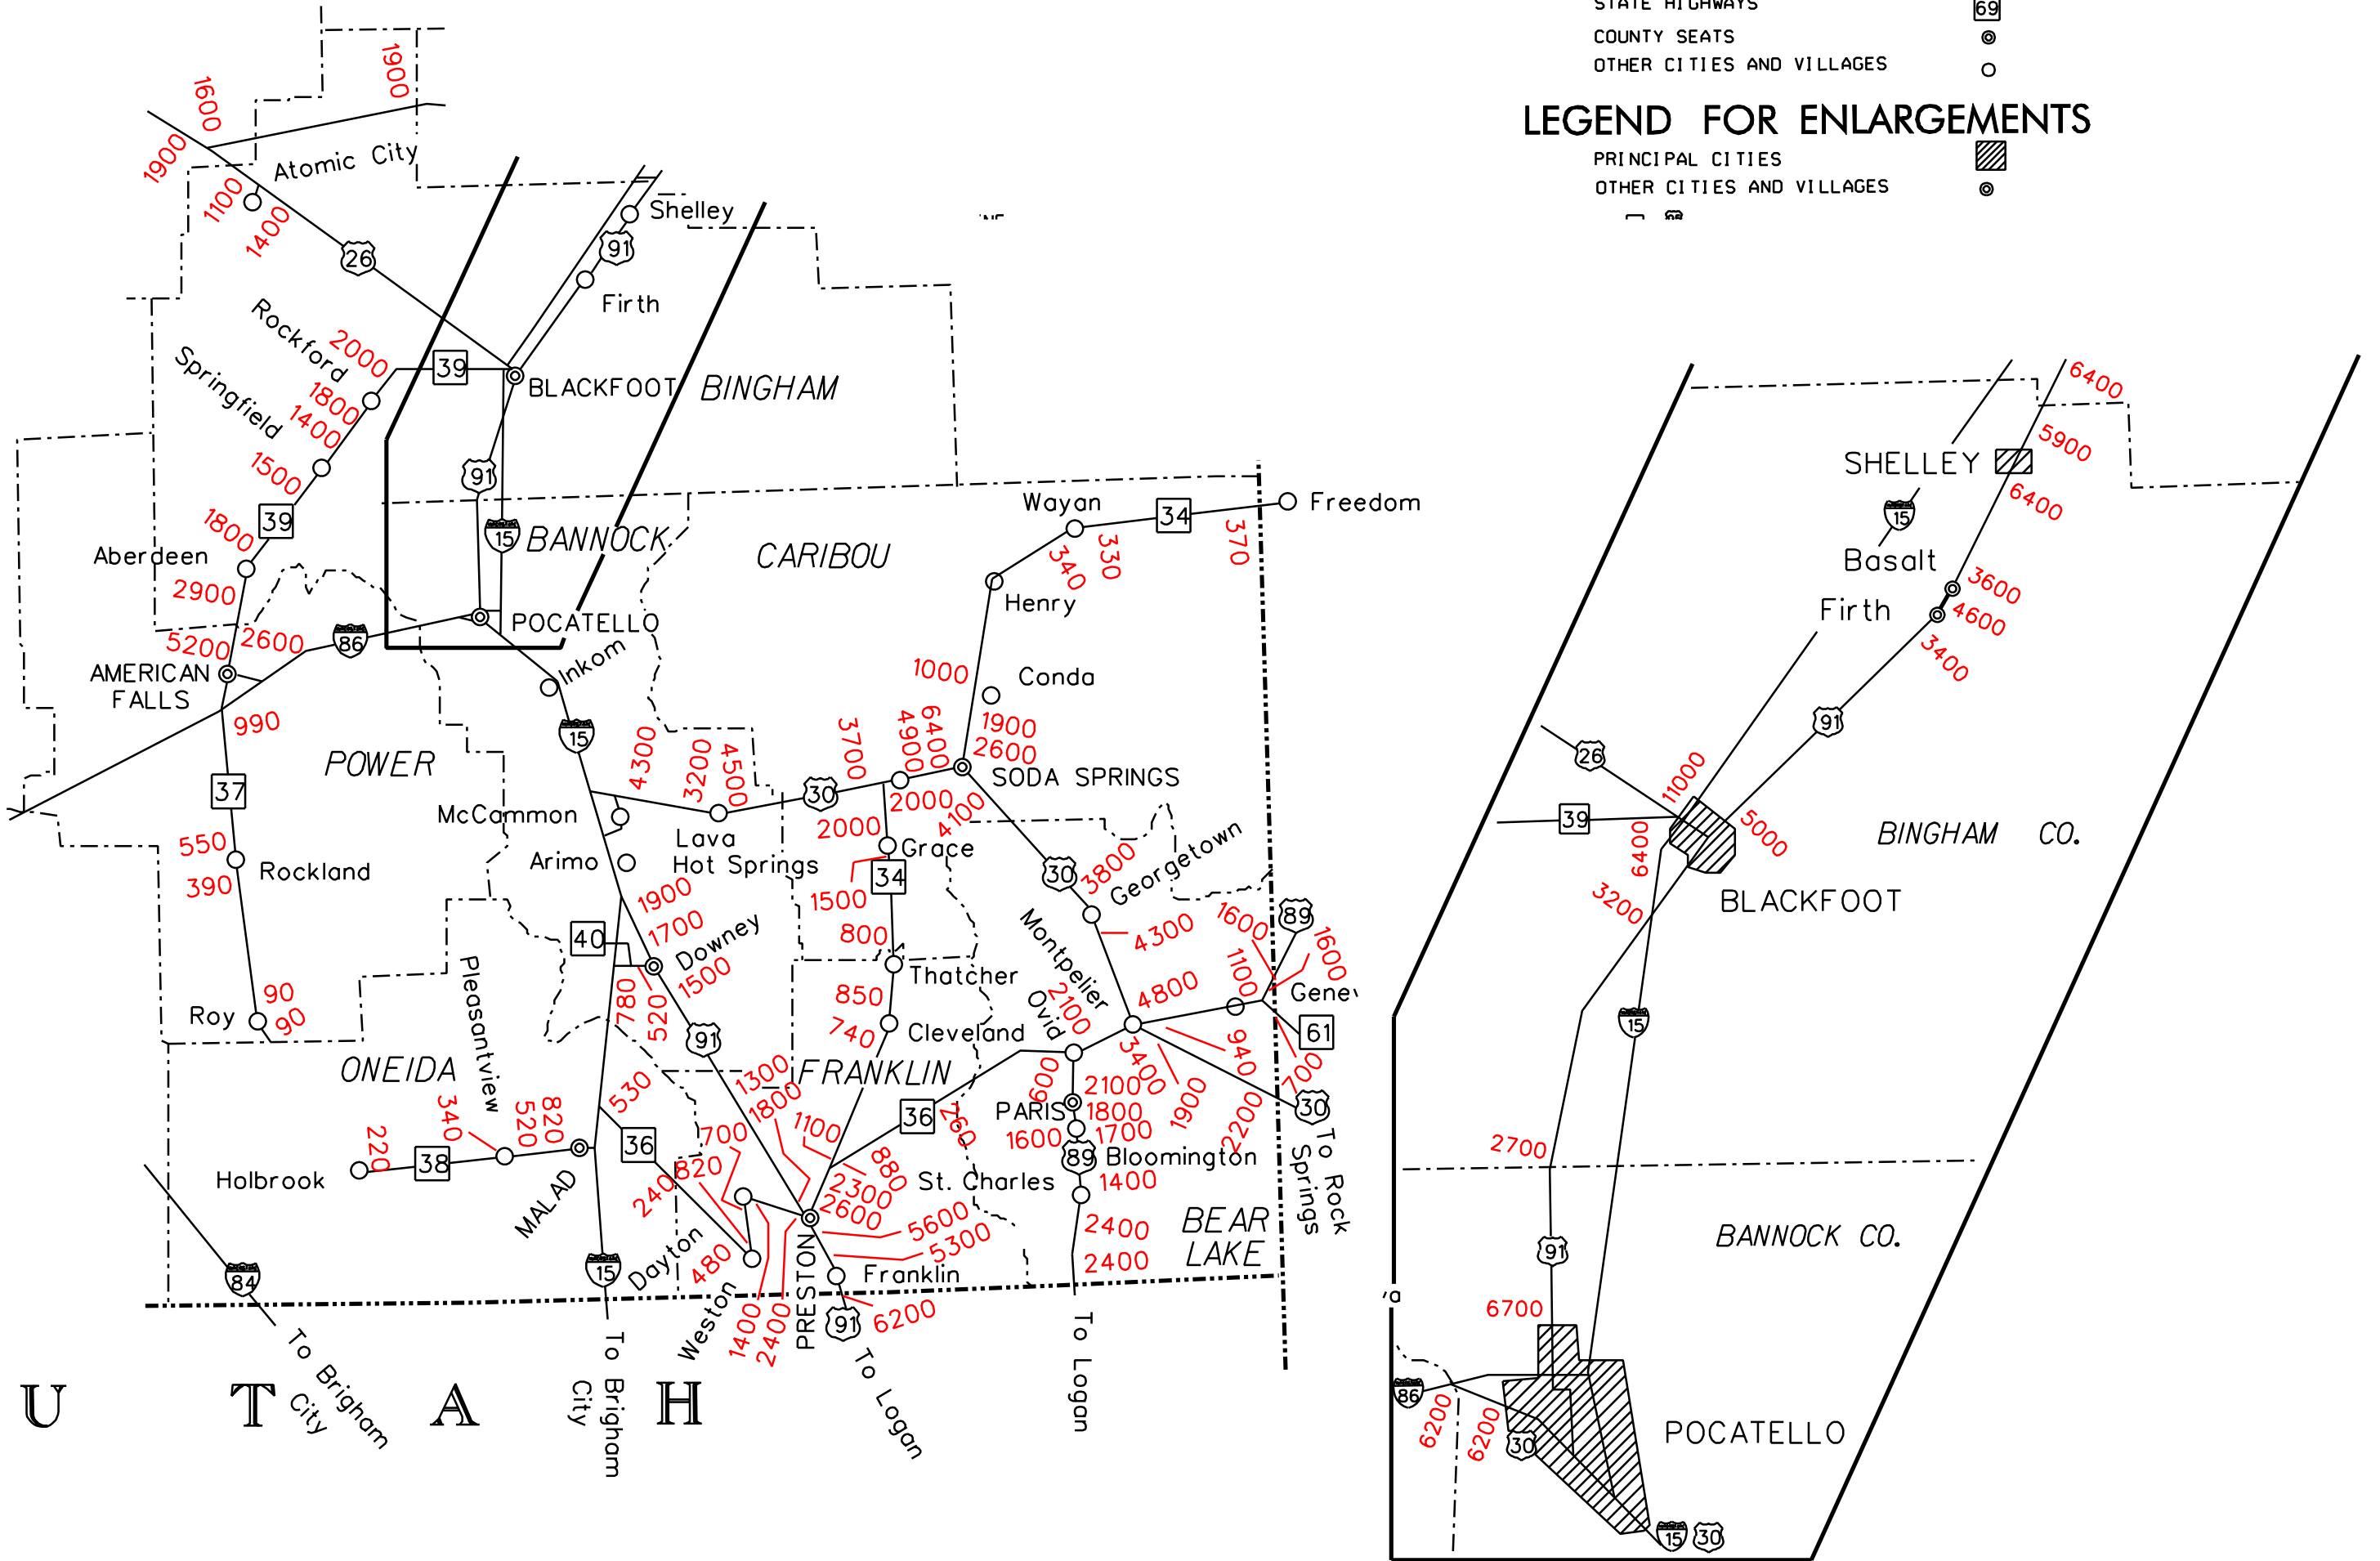 STATE HIGHWAYS
69
COUNTY SEATS
OTHER CITIES AND VILLAGES
LEGEND FOR ENLARGEMENTS
PRINCIPAL CITIES
OTHER CITIES AND VILLAGES
1900
1600
1900
Atomic City
1100
1400
26
Shelley
91
Firth
Rockford
2000
39
Springfield
1800
1400
BLACKFOOT
BINGHAM
1500
91
39
1800
15
BANNOCK
CARIBOU
Wayan
34
Freedom
340
330
370
Aberdeen
2900
Henry
5200
2600
86
POCATELLO
AMERICAN
FALLS
Inkom
1000
Conda
990
15
POWER
4300
3200
4500
3700
4900
6400
1900
2600
SODA SPRINGS
37
30
2000
4100
McCammon
2000
Lava
Hot Springs
Grace
550
Arimo
34
30
3800
Georgetown
Rockland
390
1900
1500
1700
40
Downey
800
Montpelier
4300
1600
89
1600
1500
Thatcher
Pleasantview
850
4800
1100
90
Roy
90
780
520
740
Cleveland
Ovid
2100
61
91
ONEIDA
1300
FRANKLIN
3400
940
700
530
1800
600
2100
1900
2200
30
340
520
820
36
700
1100
36
260
PARIS
1800
1600
1700
220
38
Holbrook
820
880
89
Bloomington
To Rock
Springs
240
2300
2600
St. Charles
1400
MALAD
5600
5300
2400
BEAR
LAKE
84
15
Dayton
480
2400
Weston
1400
2400
PRESTON
Franklin
91
6200
To Brigham
City
To Brigham
City
To Logan
To Logan
U T A H
6400
5900
SHELLEY
6400
15
Basalt
3600
Firth
4600
3400
91
26
11000
39
5000
BINGHAM CO.
6400
3200
BLACKFOOT
15
2700
91
BANNOCK CO.
6700
86
6200
6200
30
POCATELLO
15
30